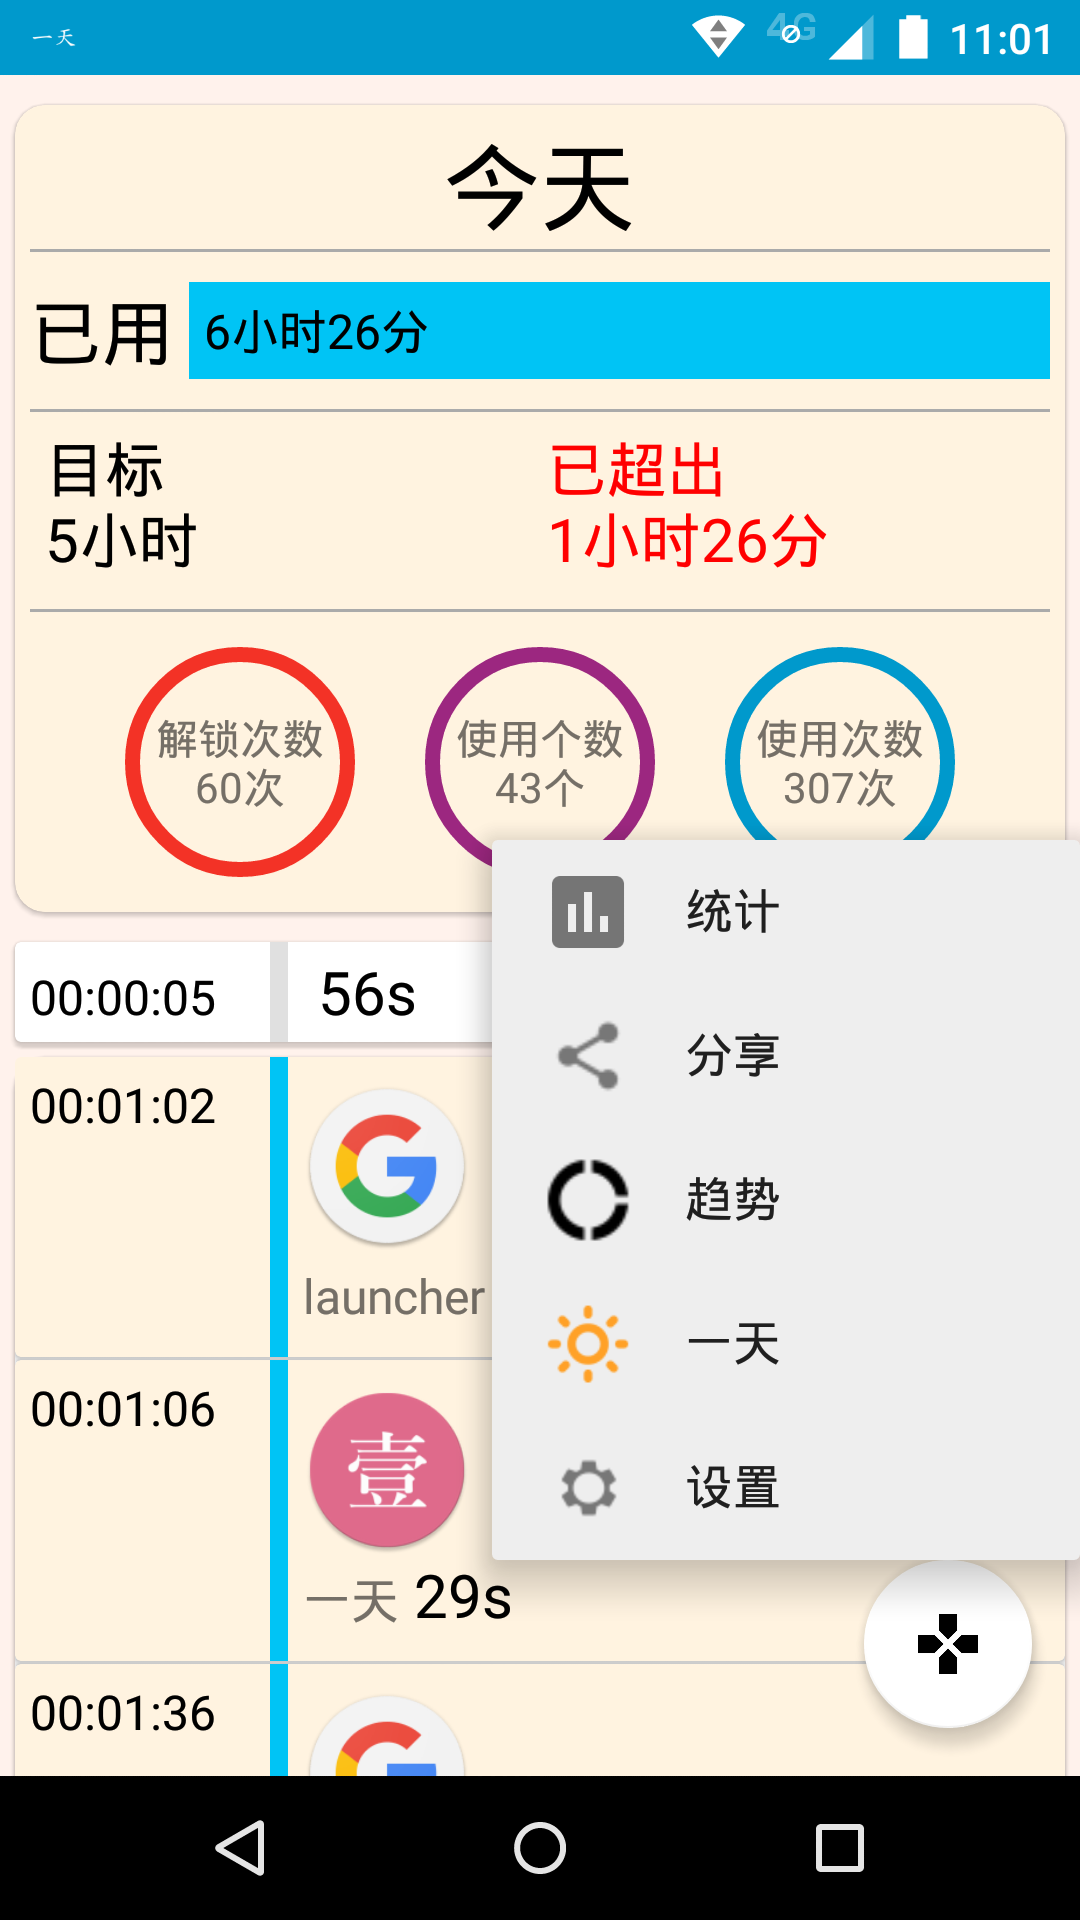 一天
4G
11:01
今天
已用
6小时26分
目标
5小时
已超出
1小时26分
解锁次数
60次
使用个数
43个
使用次数
307次
统计
分享
趋势
一天
设置
00:00:05
56s
00:01:02
launcher
00:01:06
壹
一天 29s
00:01:36